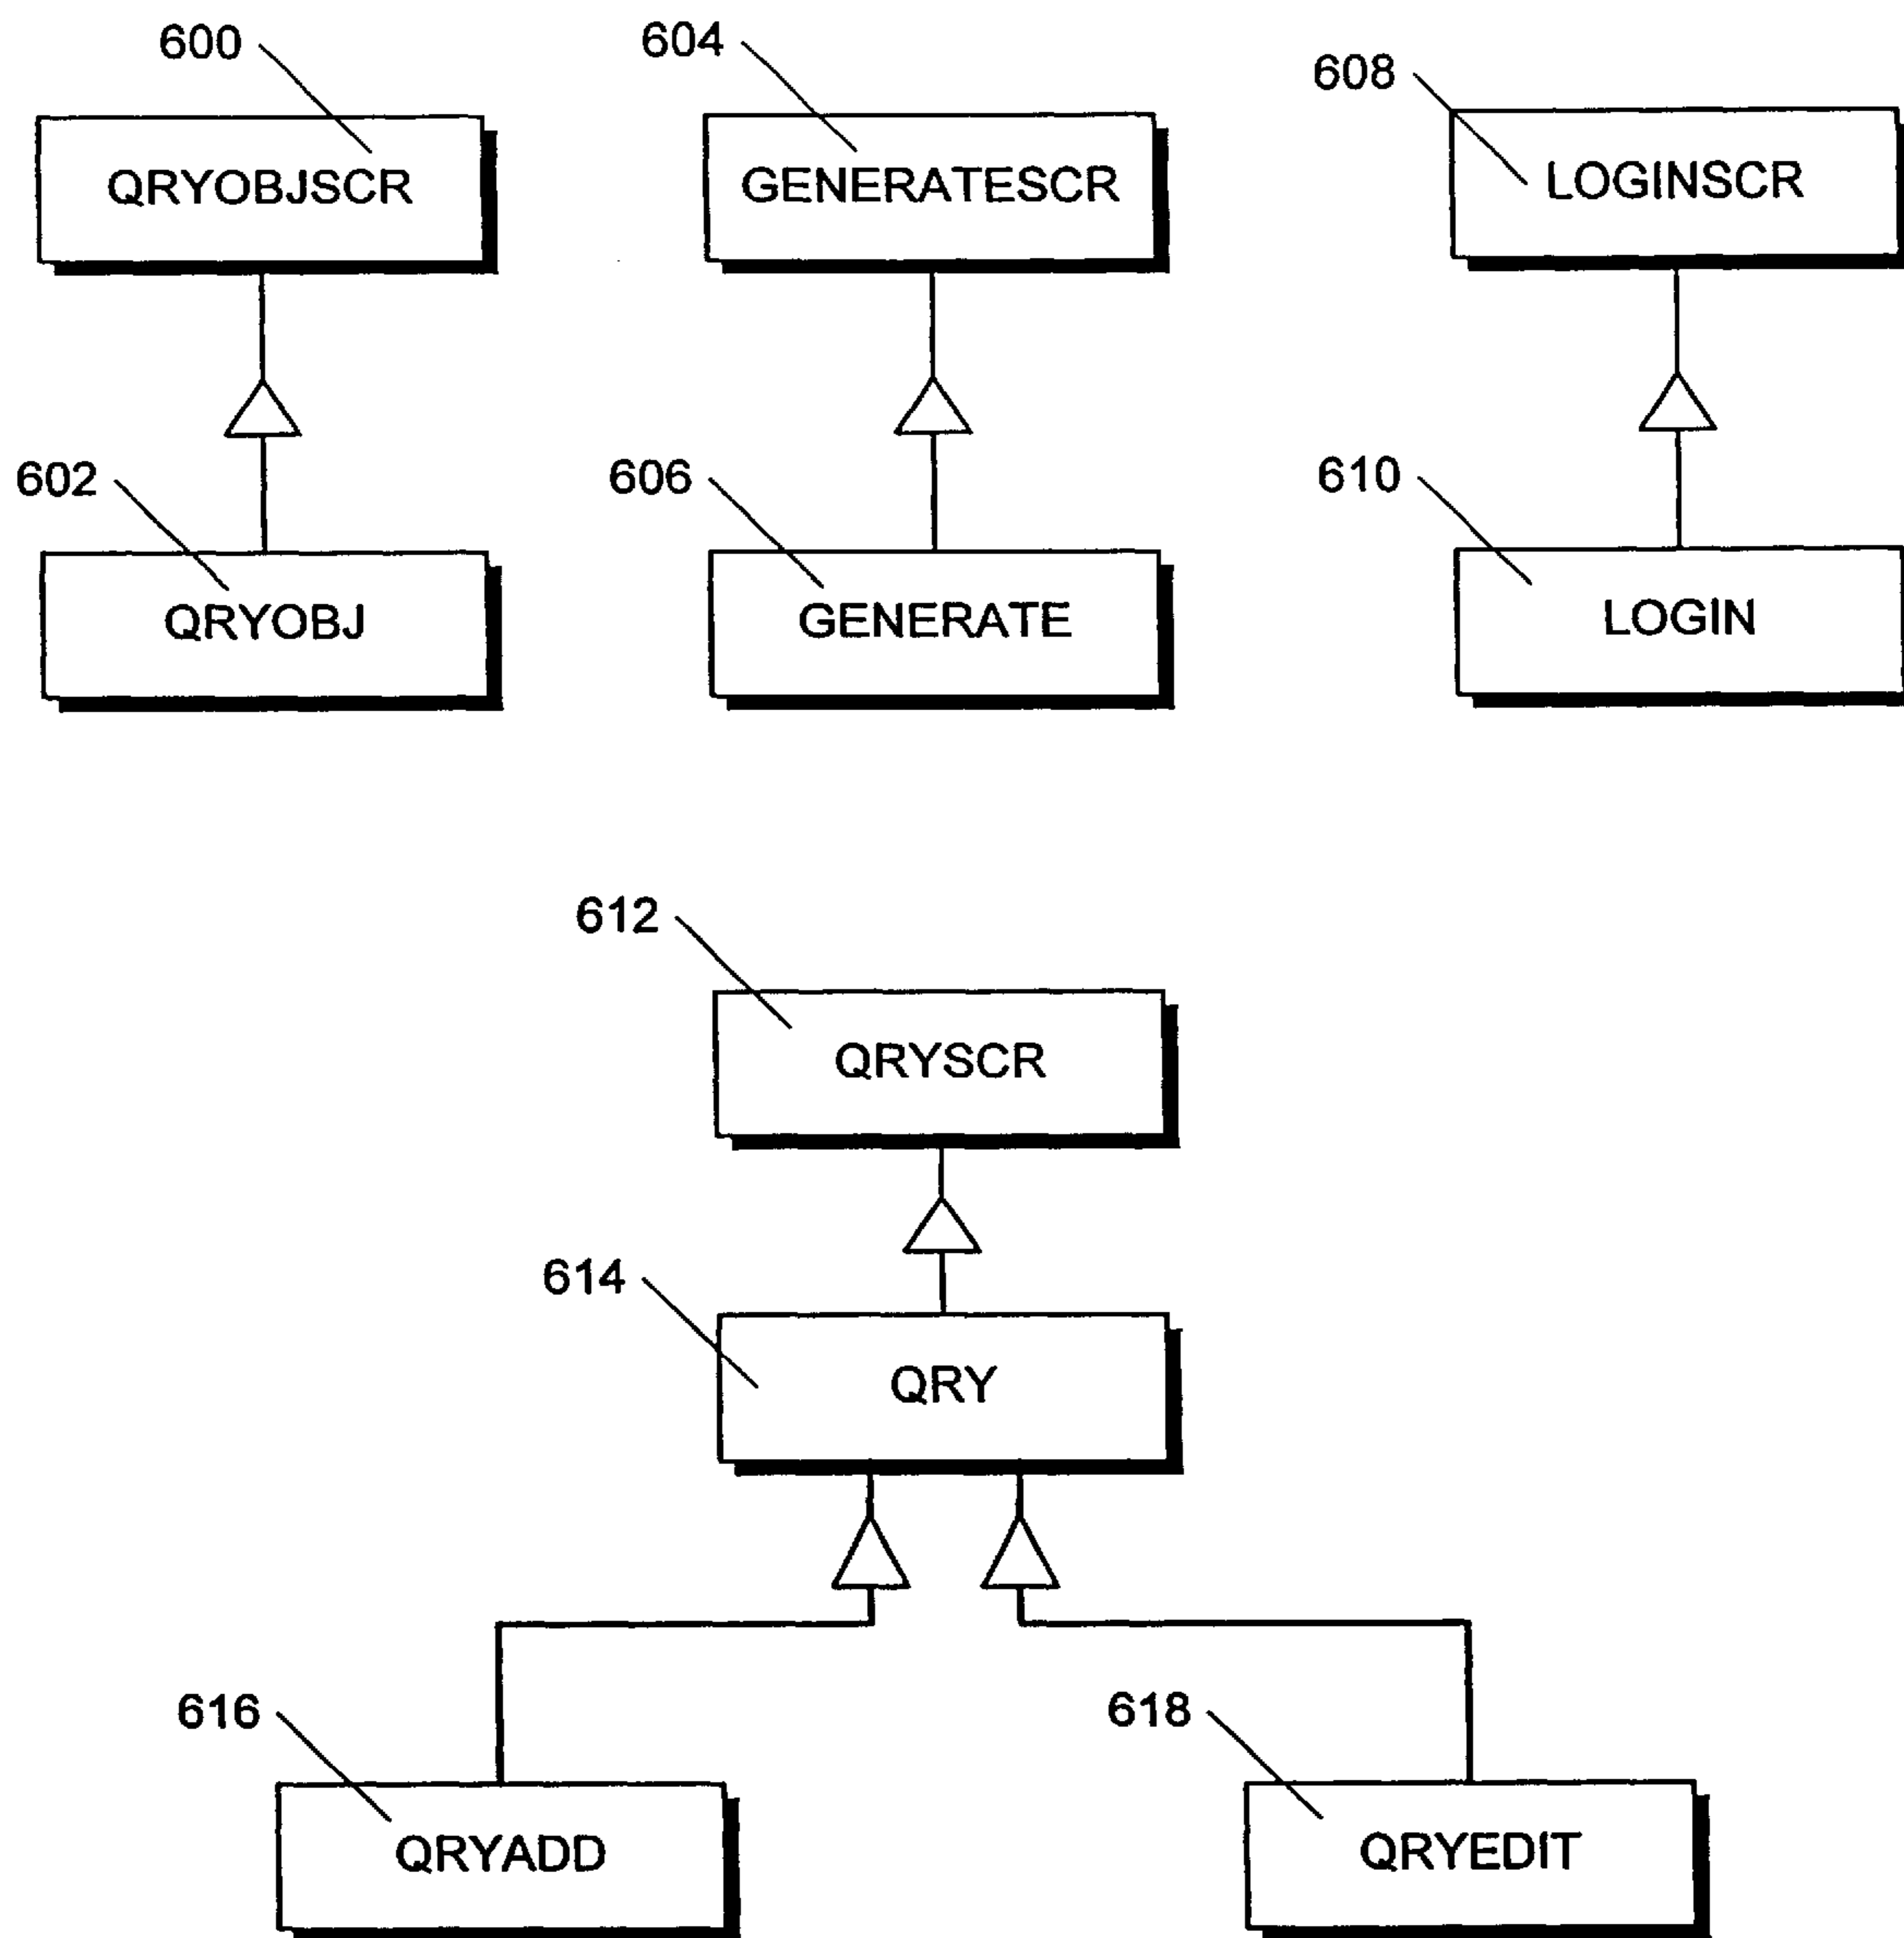 600
604
608
QRYOBJSCR
GENERATESCR
LOGINSCR
602
606
610
QRYOBJ
GENERATE
LOGIN
612
QRYSCR
614
QRY
616
618
QRYADD
QRYEDIT